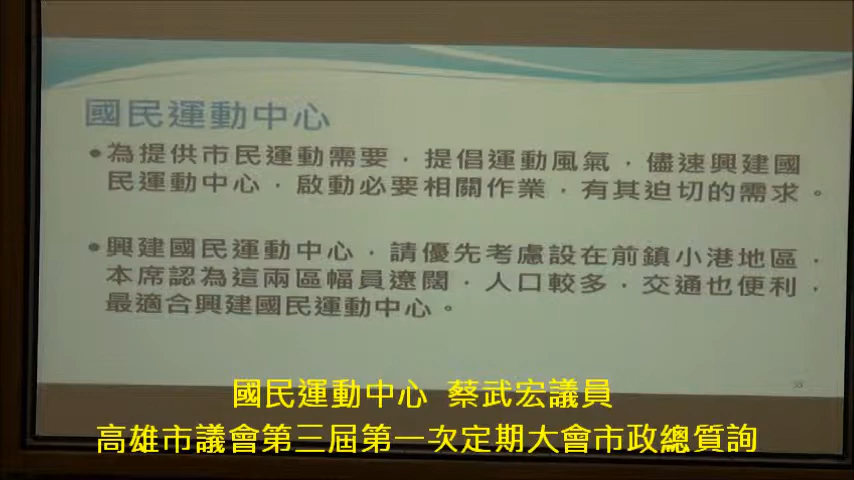 國民運動中心
•為提供市民運動需要，提倡運動風氣，儘速興建國
民運動中心，啟動必要相關作業，有其迫切的需求。
•興建國民運動中心，請優先考慮設在前鎮小港地區，
本席認為這兩區幅員遼闊，人口較多，交通也便利，
最適合興建國民運動中心。
國民運動中心 蔡武宏議員
高雄市議會第三屆第一次定期大會市政總質詢